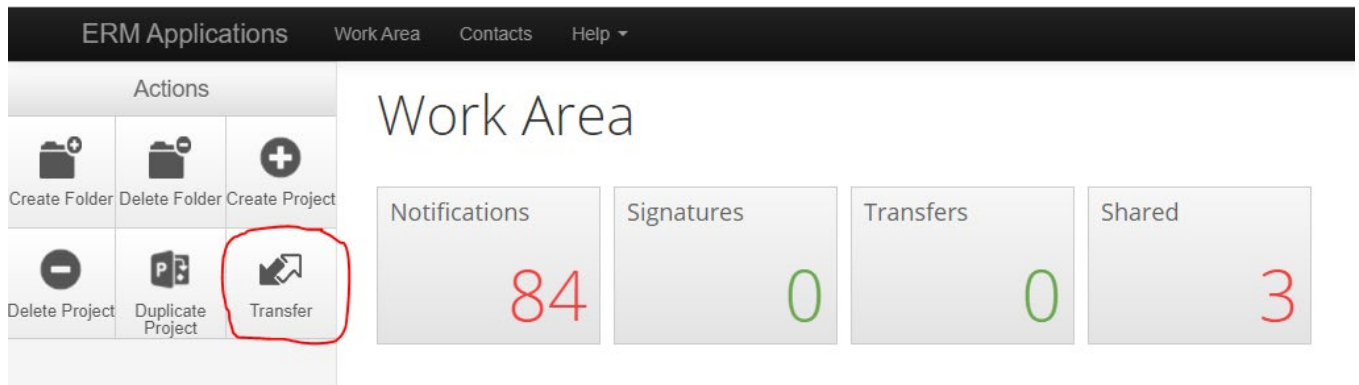 ERM Applications Work Area Contacts Help
Actions
Work Area
Create Folder Delete Folder Create Project
Notifications Signatures Transfers Shared
84 0 0 3
Delete Project Duplicate Project Transfer